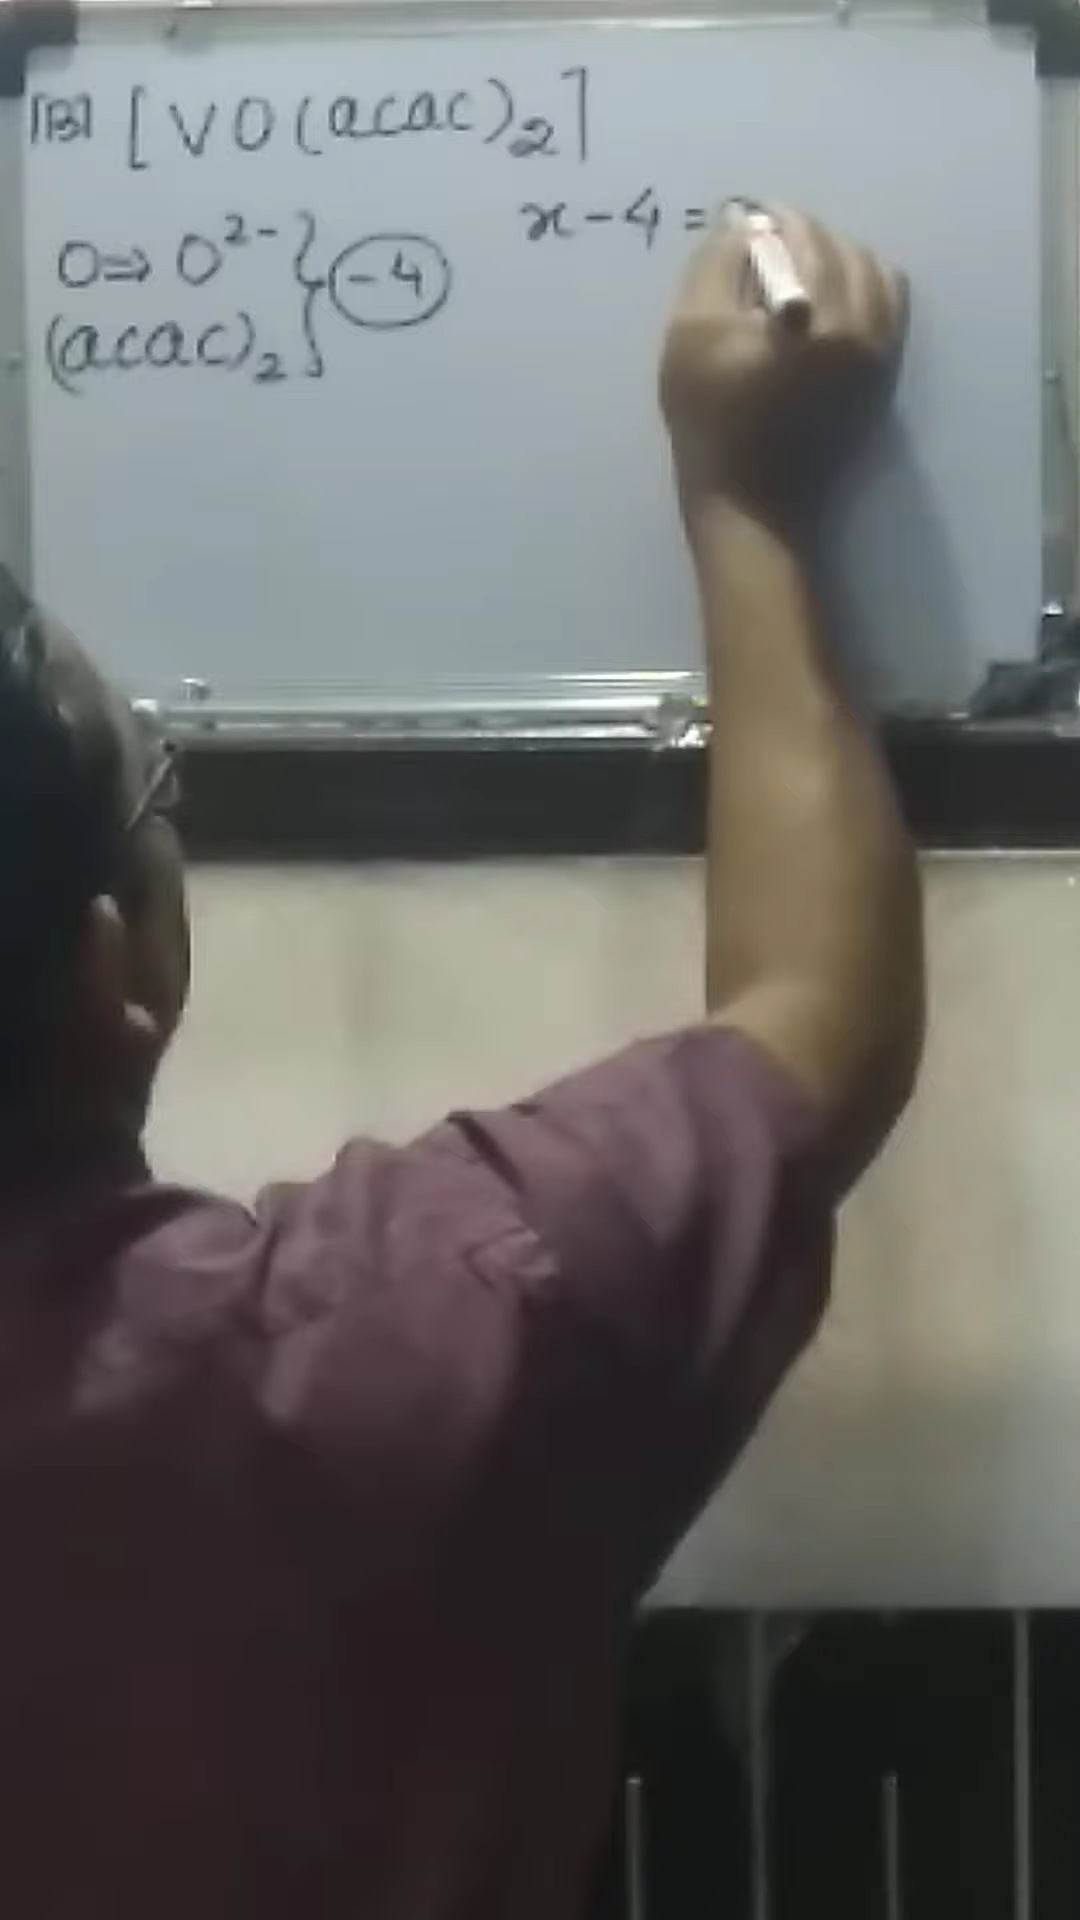 [B] [VO(acac)₂]
O⇒ O²⁻ } -4
(acac)₂
x-4=